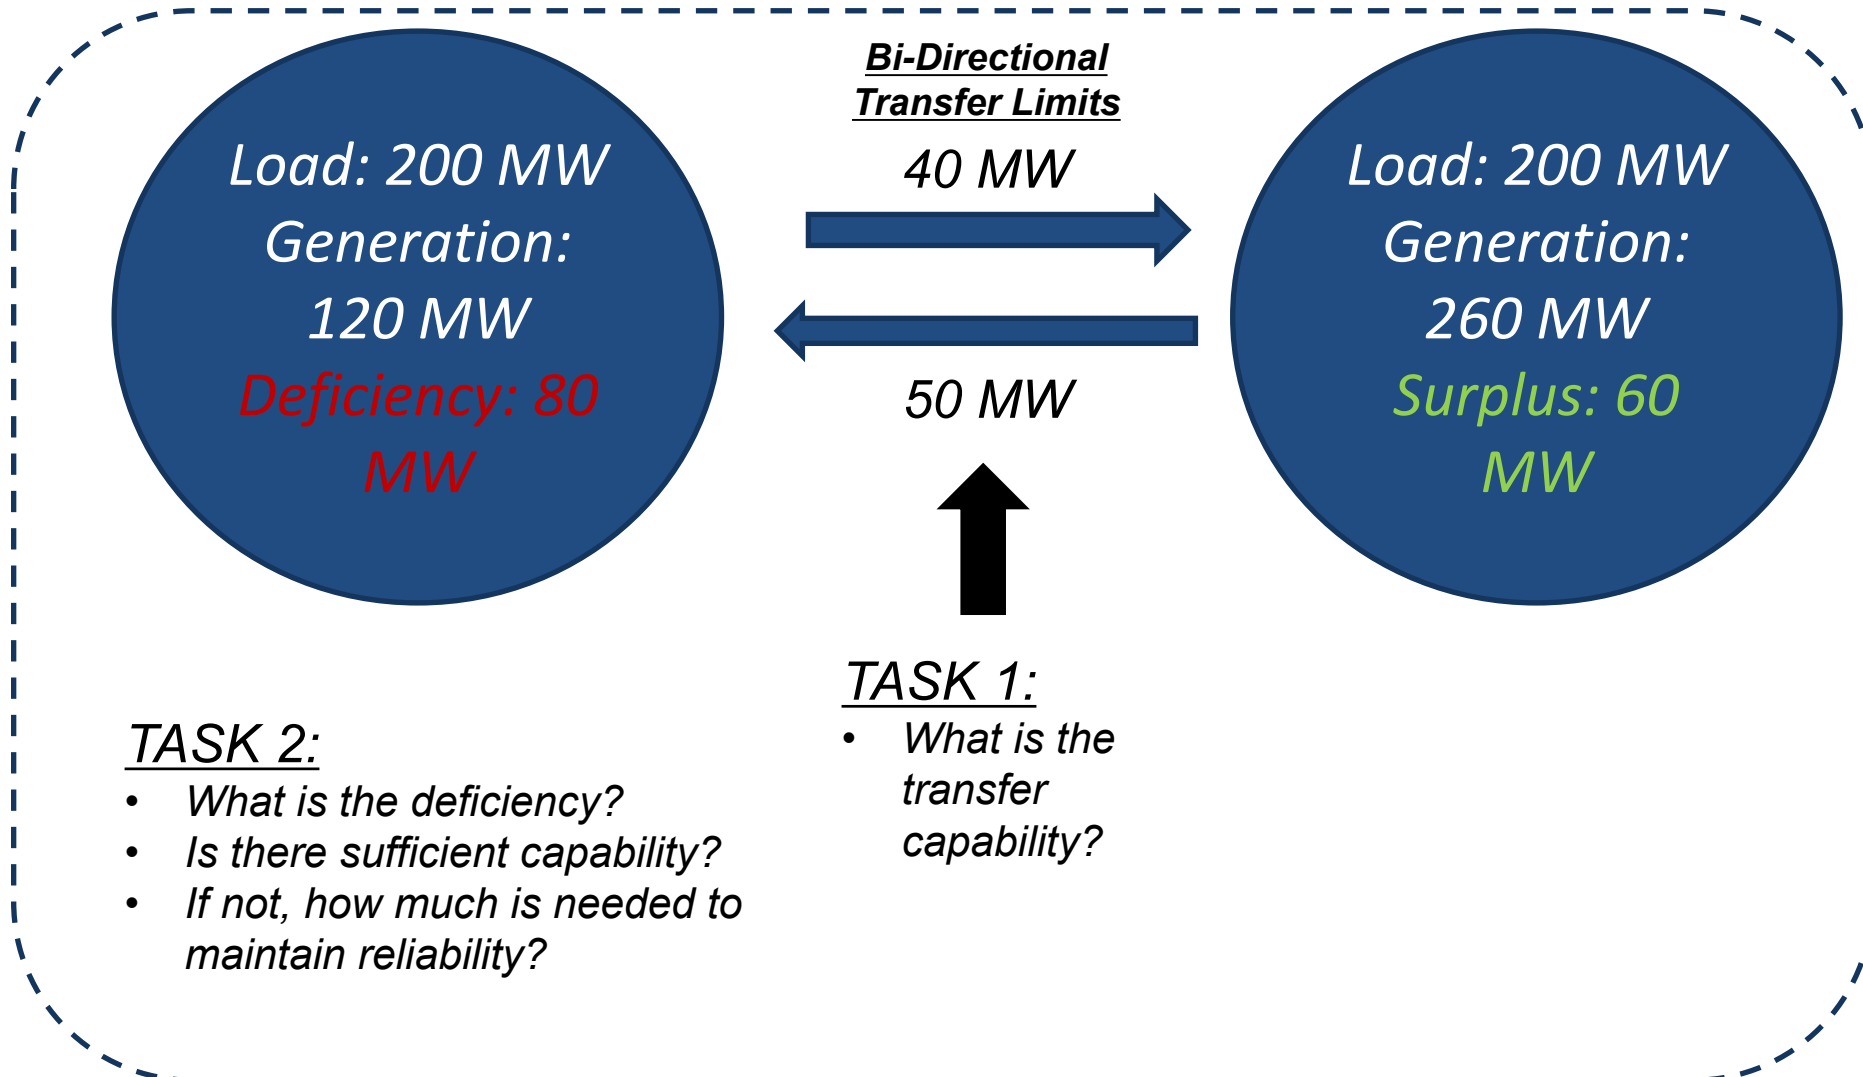 Bi-Directional
Transfer Limits
Load: 200 MW
Generation:
120 MW
Deficiency: 80
MW
40 MW
50 MW
Load: 200 MW
Generation:
260 MW
Surplus: 60
MW
TASK 1:
• What is the
transfer
capability?
TASK 2:
• What is the deficiency?
• Is there sufficient capability?
• If not, how much is needed to
maintain reliability?